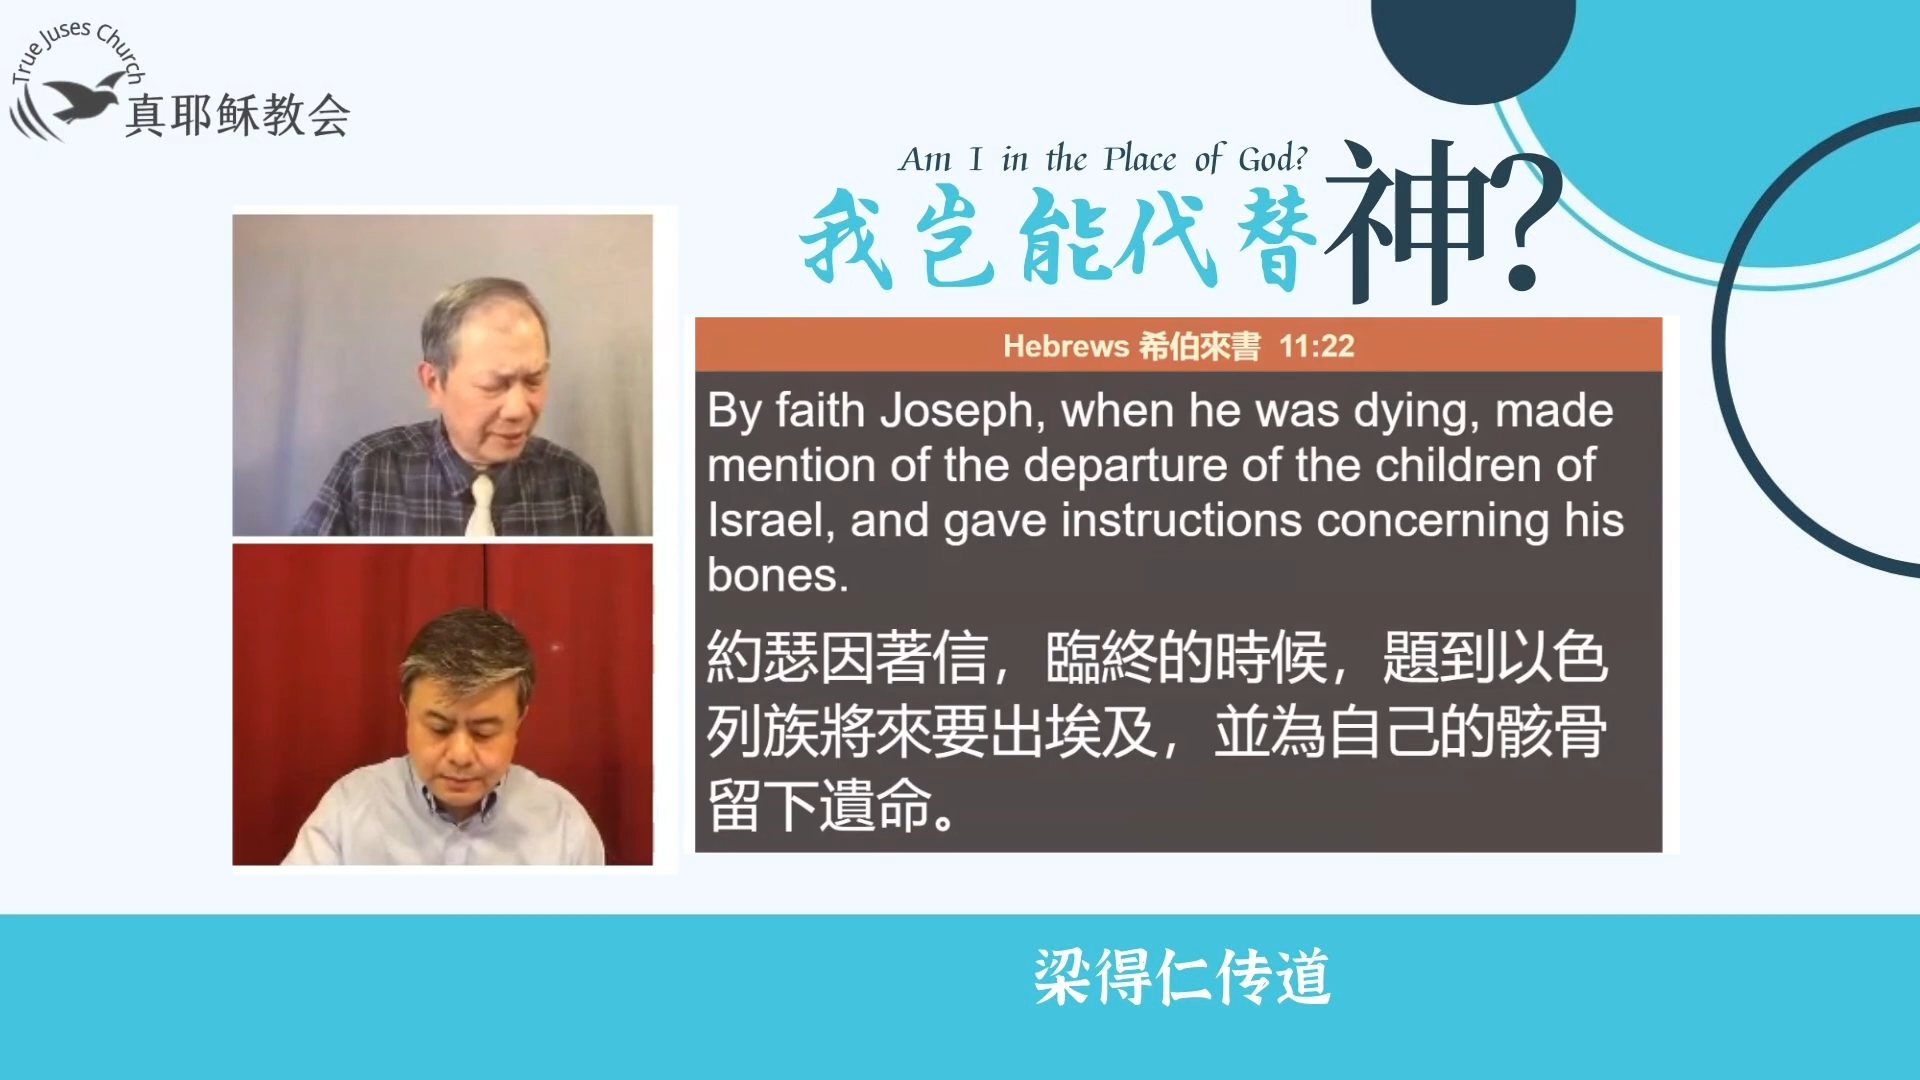 True Juses Church
真耶稣教会
Am I in the Place of God?
我岂能代替神?
Hebrews 希伯來書 11:22
By faith Joseph, when he was dying, made
mention of the departure of the children of
Israel, and gave instructions concerning his
bones.
約瑟因著信，臨終的時候，題到以色
列族將來要出埃及，並為自己的骸骨
留下遺命。
梁得仁传道